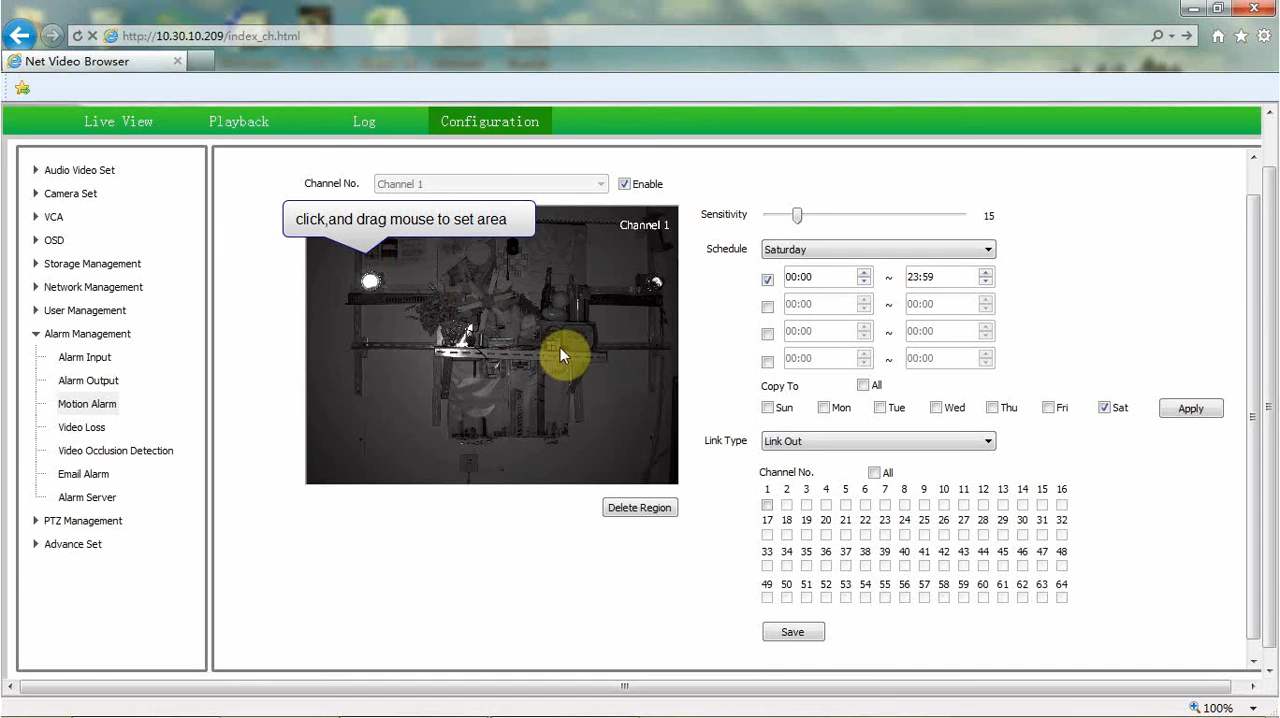 http://10.30.10.209/index_ch.html
Net Video Browser
Live View Playback Log Configuration
Audio Video Set
Camera Set
VCA
OSD
Storage Management
Network Management
User Management
Alarm Management
Alarm Input
Alarm Output
Motion Alarm
Video Loss
Video Occlusion Detection
Email Alarm
Alarm Server
PTZ Management
Advance Set
Channel No. Channel 1 Enable
click,and drag mouse to set area
Channel 1
Delete Region
Sensitivity 15
Schedule Saturday
00:00 ~ 23:59
00:00 ~ 00:00
00:00 ~ 00:00
00:00 ~ 00:00
Copy To All
Sun Mon Tue Wed Thu Fri Sat Apply
Link Type Link Out
Channel No. All
1 2 3 4 5 6 7 8 9 10 11 12 13 14 15 16
17 18 19 20 21 22 23 24 25 26 27 28 29 30 31 32
33 34 35 36 37 38 39 40 41 42 43 44 45 46 47 48
49 50 51 52 53 54 55 56 57 58 59 60 61 62 63 64
Save
100%